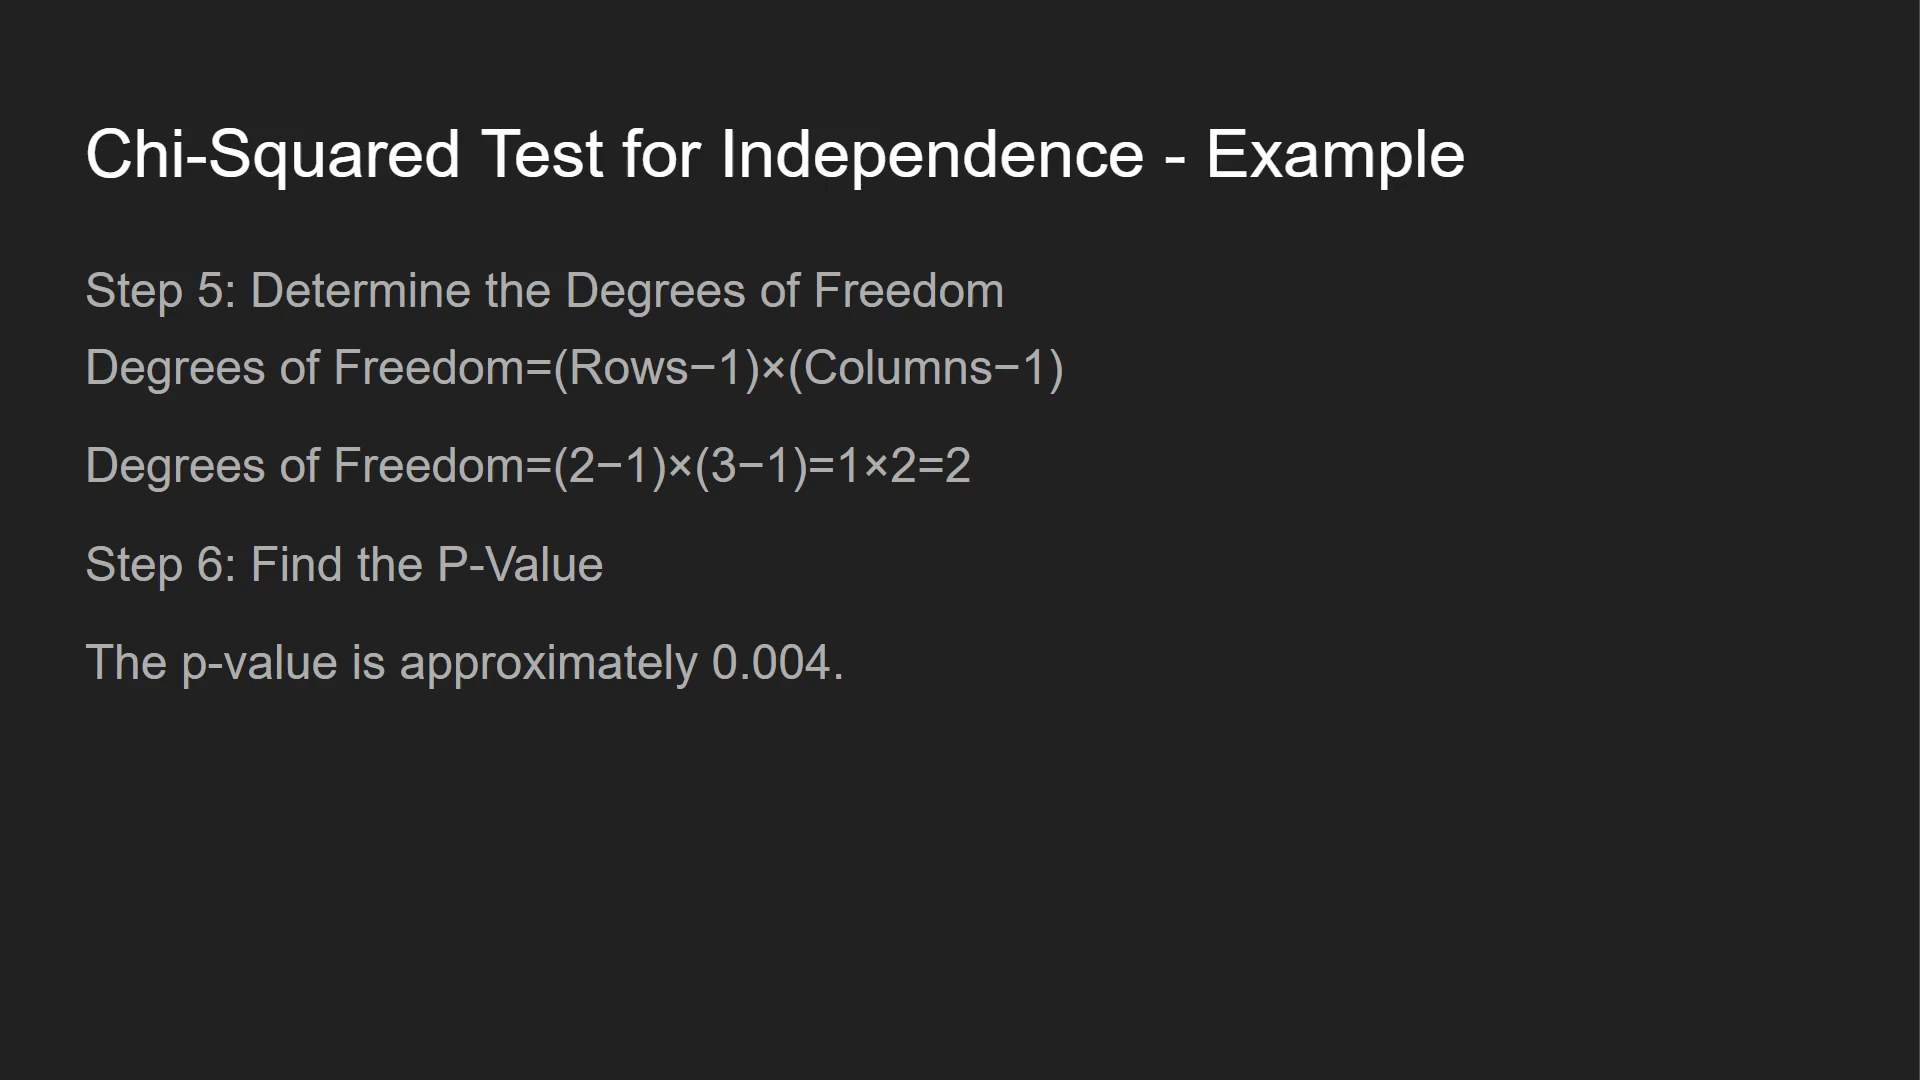 Chi-Squared Test for Independence - Example
Step 5: Determine the Degrees of Freedom
Degrees of Freedom=(Rows−1)×(Columns−1)
Degrees of Freedom=(2−1)×(3−1)=1×2=2
Step 6: Find the P-Value
The p-value is approximately 0.004.